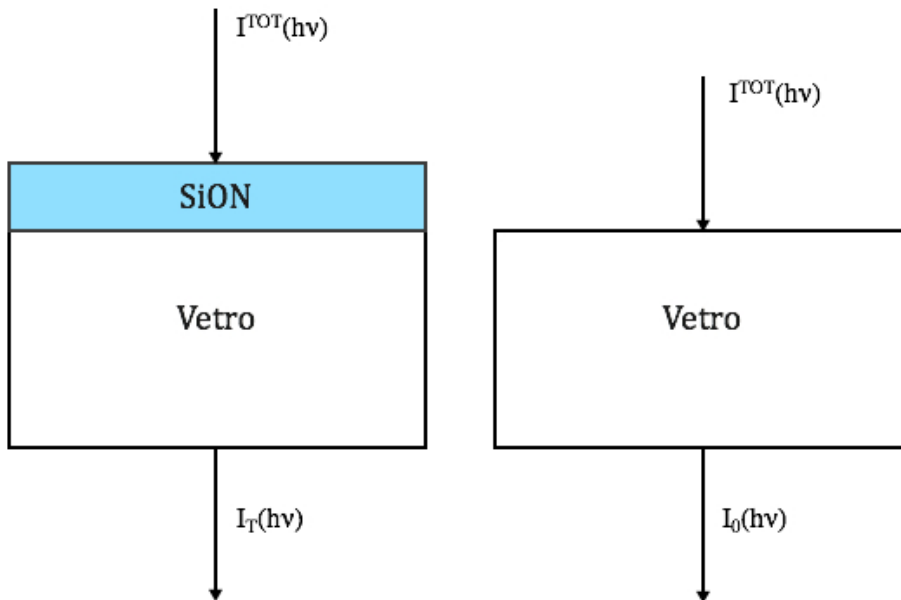 I^TOT(hν)
SiON
Vetro
I_T(hν)
I^TOT(hν)
Vetro
I_0(hν)